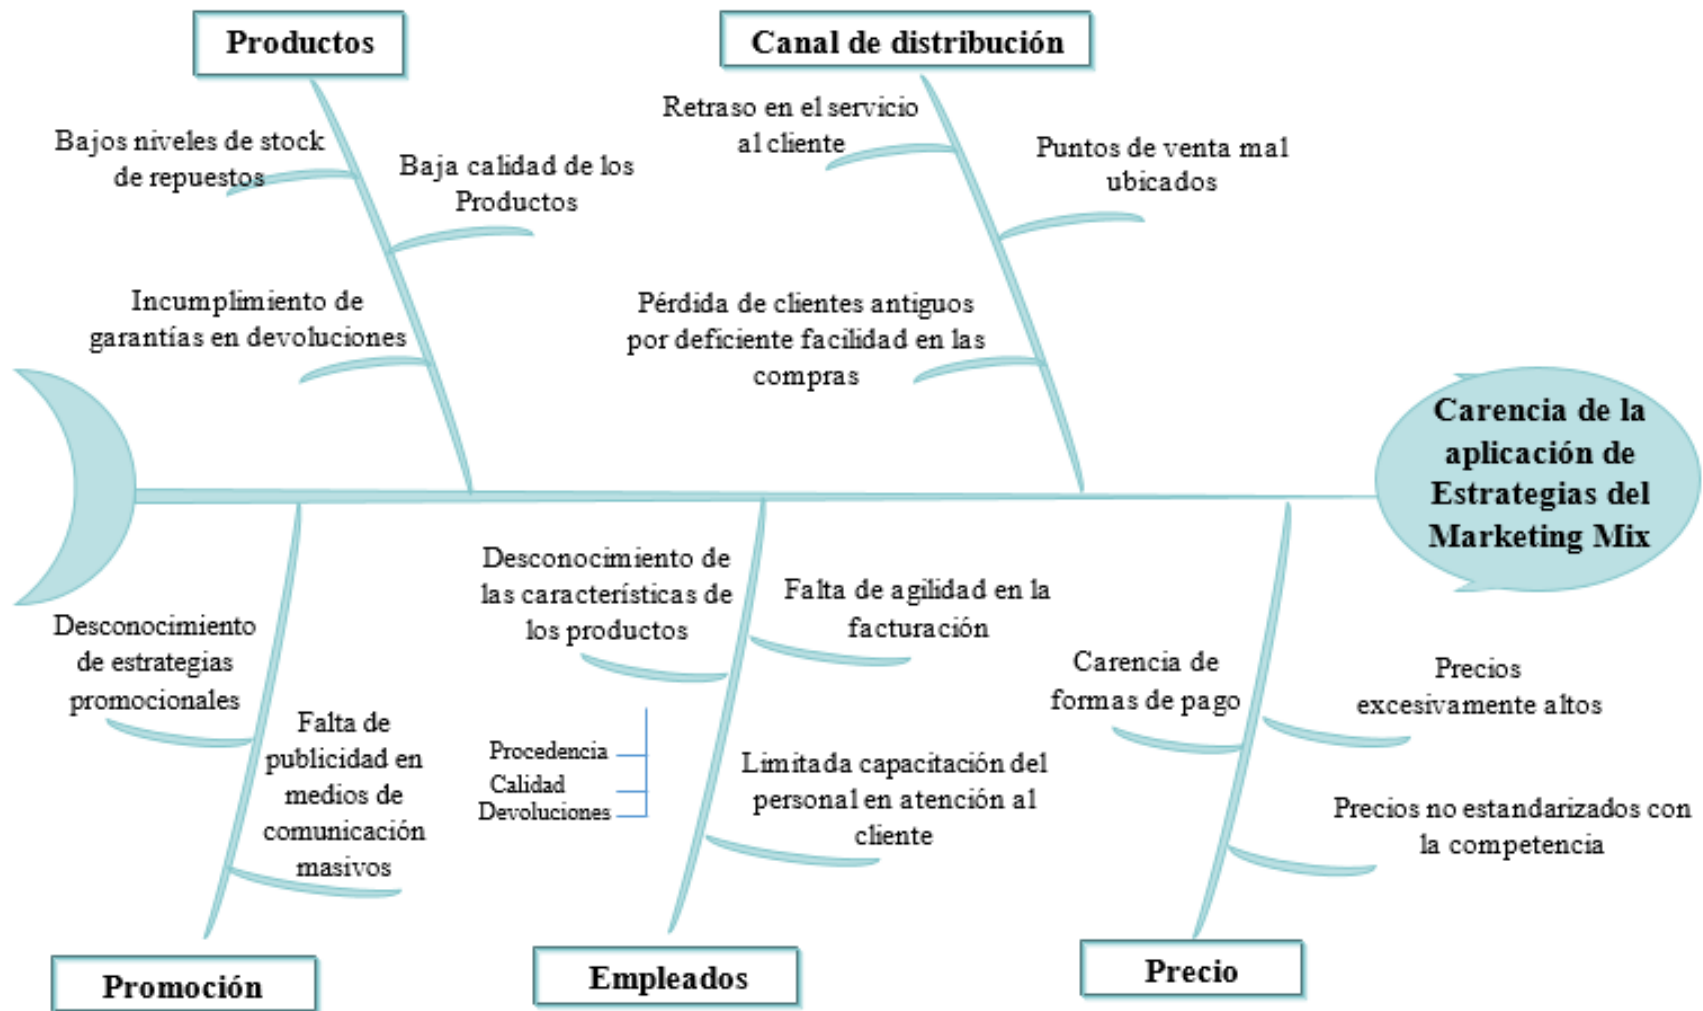 Productos
Canal de distribución
Bajos niveles de stock
de repuestos
Baja calidad de los
Productos
Incumplimiento de
garantías en devoluciones
Retraso en el servicio
al cliente
Puntos de venta mal
ubicados
Pérdida de clientes antiguos
por deficiente facilidad en las
compras
Carencia de la
aplicación de
Estrategias del
Marketing Mix
Desconocimiento
de estrategias
promocionales
Falta de
publicidad en
medios de
comunicación
masivos
Desconocimiento de
las características de
los productos
Procedencia
Calidad
Devoluciones
Falta de agilidad en la
facturación
Limitada capacitación del
personal en atención al
cliente
Carencia de
formas de pago
Precios
excesivamente altos
Precios no estandarizados con
la competencia
Promoción
Empleados
Precio